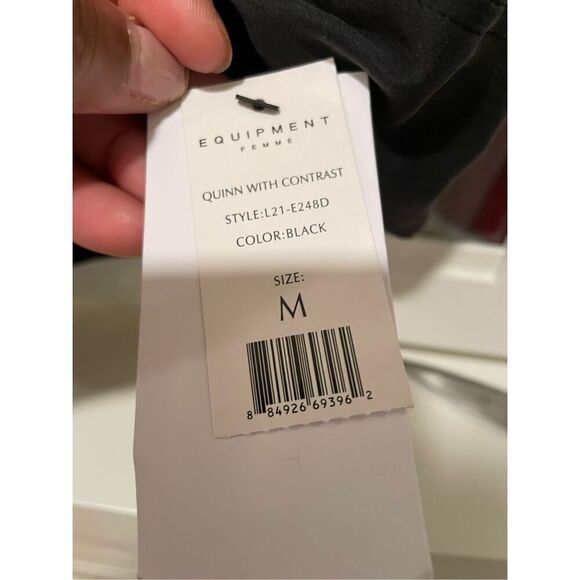 EQUIPMENT
FEMME
QUINN WITH CONTRAST
STYLE:L21-E248D
COLOR:BLACK
SIZE:
M
8 84926 69396 2